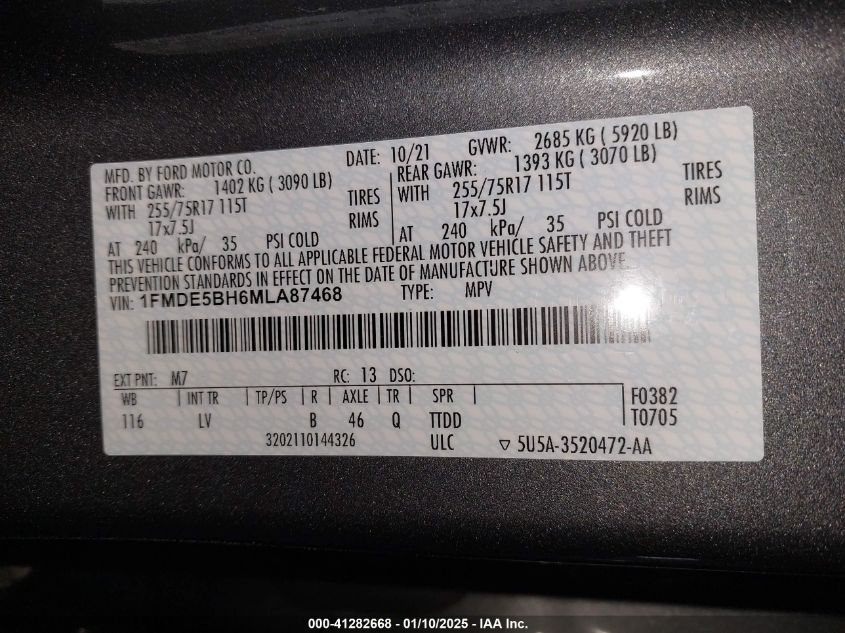 MFD. BY FORD MOTOR CO.
DATE: 10/21 GVWR: 2685 KG ( 5920 LB)
FRONT GAWR: 1402 KG ( 3090 LB)
WITH 255/75R17 115T TIRES
17x7.5J RIMS
AT 240 kPa/ 35 PSI COLD
REAR GAWR: 1393 KG ( 3070 LB)
WITH 255/75R17 115T TIRES
17x7.5J RIMS
AT 240 kPa/ 35 PSI COLD
THIS VEHICLE CONFORMS TO ALL APPLICABLE FEDERAL MOTOR VEHICLE SAFETY AND THEFT
PREVENTION STANDARDS IN EFFECT ON THE DATE OF MANUFACTURE SHOWN ABOVE.
VIN: 1FMDE5BH6MLA87468 TYPE: MPV
EXT PNT: M7 RC: 13 DSO:
WB INT TR TP/PS R AXLE TR SPR
116 LV B 46 Q TTDD
3202110144326 ULC
F0382
T0705
▽ 5U5A-3520472-AA
000-41282668 - 01/10/2025 - IAA Inc.